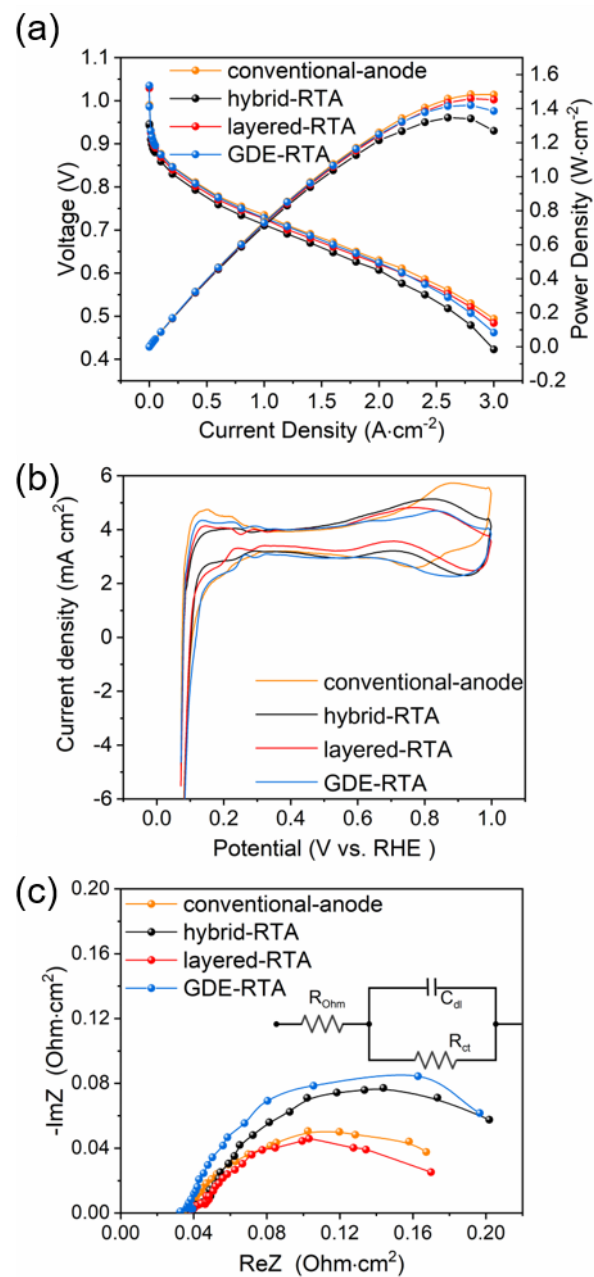 (a)
conventional-anode
hybrid-RTA
layered-RTA
GDE-RTA
1.0
0.9
0.8
0.7
0.6
0.5
0.4
Voltage (V)
1.6
1.4
1.2
1.0
0.8
0.6
0.4
0.2
0.0
-0.2
Power Density (W·cm-2)
0.0 0.5 1.0 1.5 2.0 2.5 3.0
Current Density (A·cm-2)
(b)
6
4
2
0
-2
-4
-6
Current density (mA cm2)
conventional-anode
hybrid-RTA
layered-RTA
GDE-RTA
0.0 0.2 0.4 0.6 0.8 1.0
Potential (V vs. RHE )
(c)
0.20
0.16
0.12
0.08
0.04
0.00
-ImZ (Ohm·cm2)
conventional-anode
hybrid-RTA
layered-RTA
GDE-RTA
ROhm
Cdl
Rct
0.00 0.04 0.08 0.12 0.16 0.20
ReZ (Ohm·cm2)